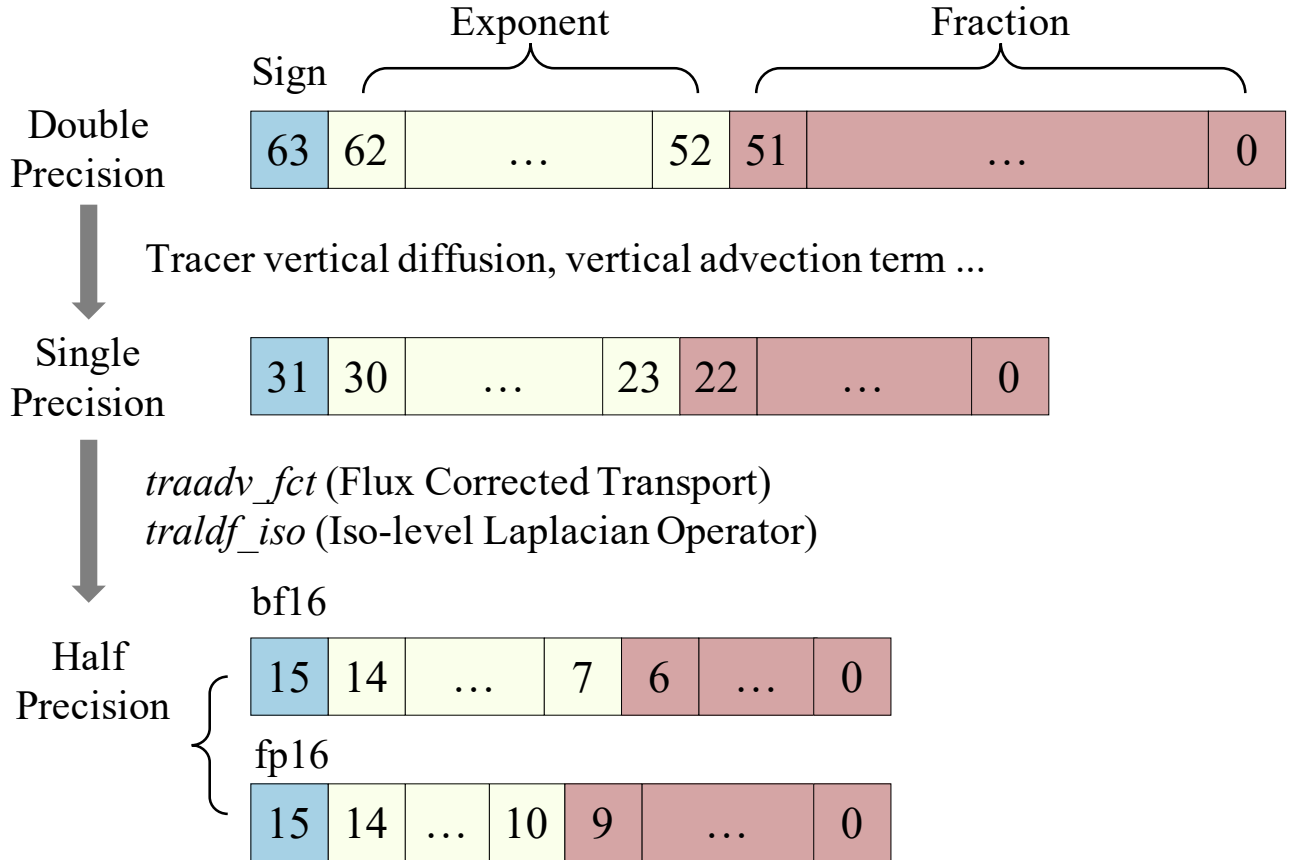 Exponent Fraction
Sign
Double
Precision
63 62 … 52 51 … 0
Tracer vertical diffusion, vertical advection term ...
Single
Precision
31 30 … 23 22 … 0
traadv_fct (Flux Corrected Transport)
traldf_iso (Iso-level Laplacian Operator)
bf16
Half
Precision
15 14 … 7 6 … 0
fp16
15 14 … 10 9 … 0